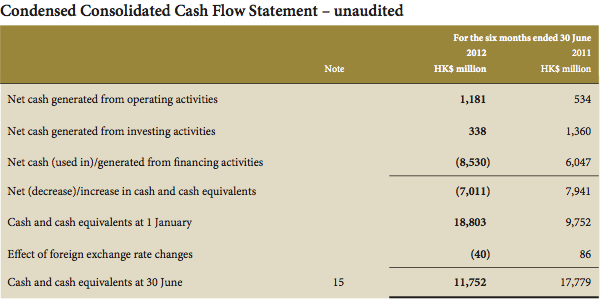 Condensed Consolidated Cash Flow Statement – unaudited
For the six months ended 30 June
2012 2011
Note HK$ million HK$ million
Net cash generated from operating activities 1,181 534
Net cash generated from investing activities 338 1,360
Net cash (used in)/generated from financing activities (8,530) 6,047
Net (decrease)/increase in cash and cash equivalents (7,011) 7,941
Cash and cash equivalents at 1 January 18,803 9,752
Effect of foreign exchange rate changes (40) 86
Cash and cash equivalents at 30 June 15 11,752 17,779